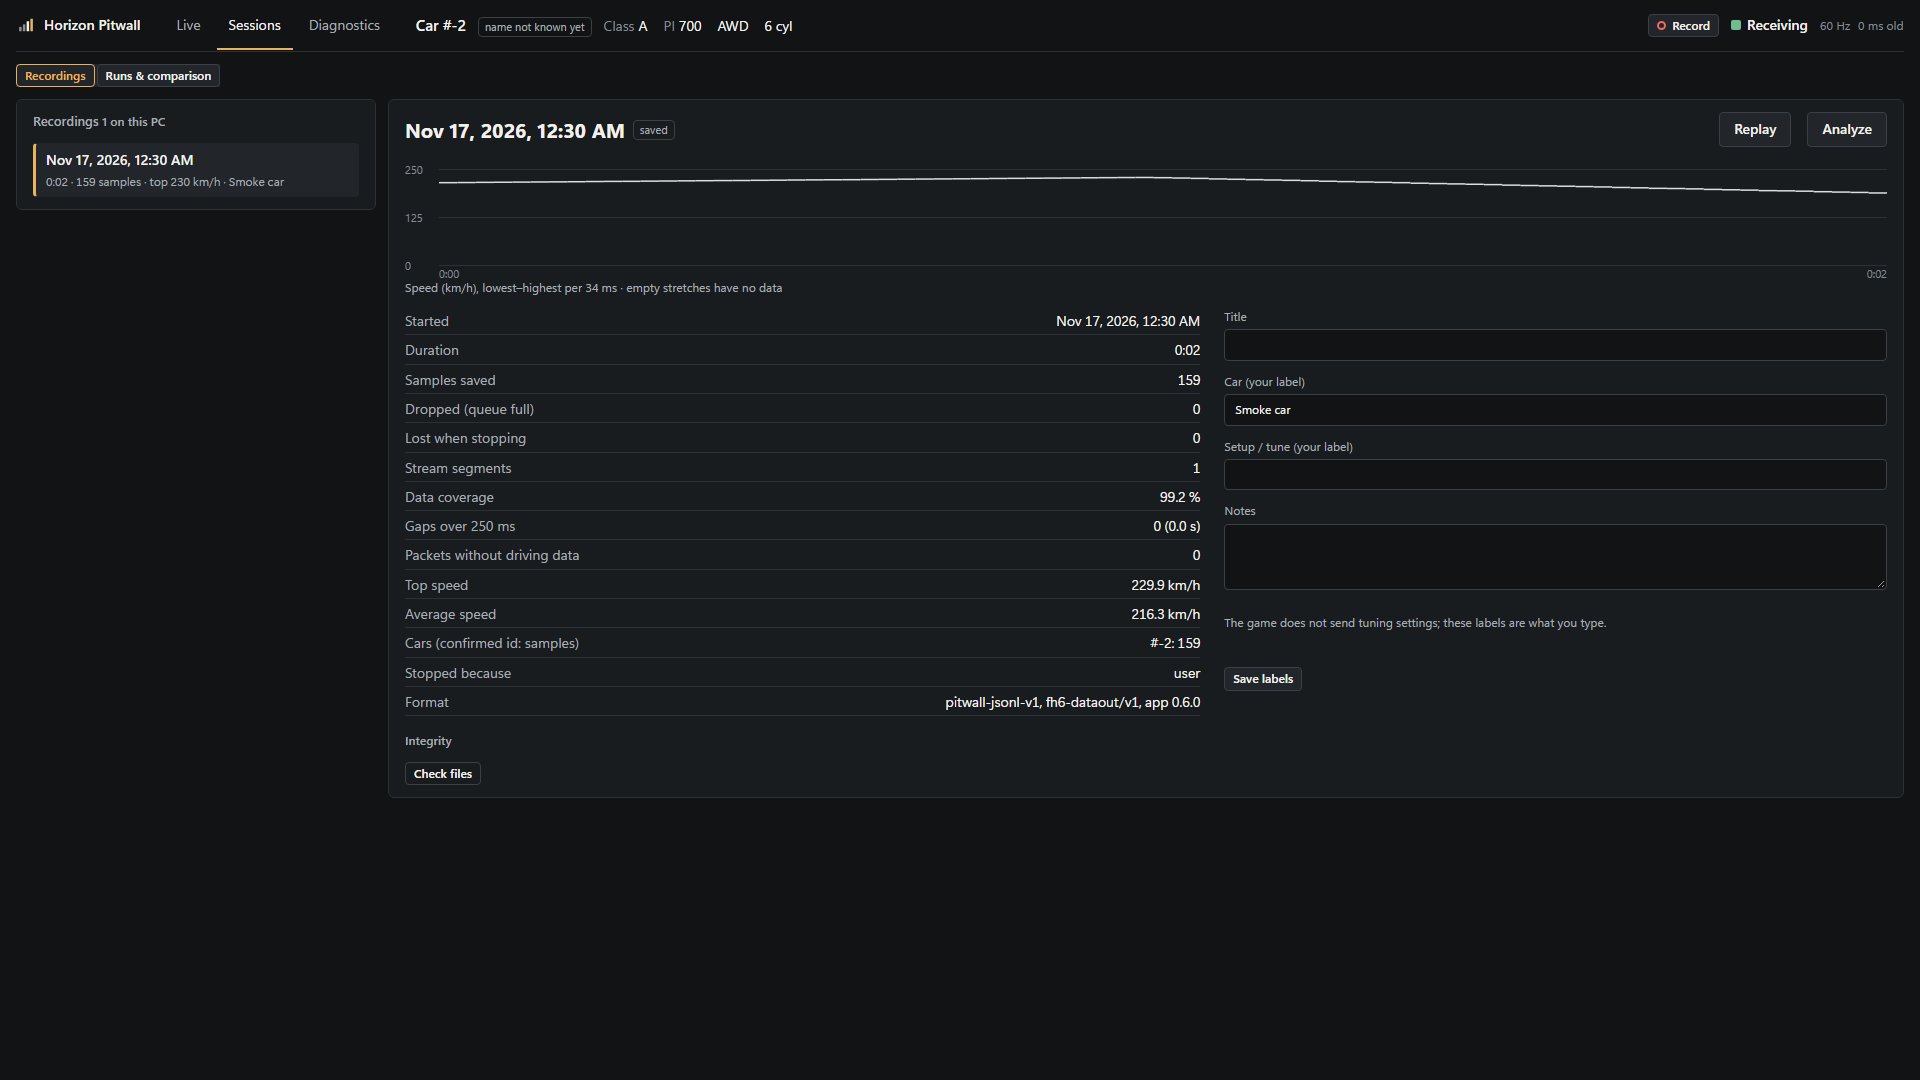 Horizon Pitwall Live Sessions Diagnostics Car #-2 name not known yet Class A PI 700 AWD 6 cyl Record Receiving 60 Hz 0 ms old
Recordings Runs & comparison
Recordings 1 on this PC
Nov 17, 2026, 12:30 AM
0:02 · 159 samples · top 230 km/h · Smoke car
Nov 17, 2026, 12:30 AM saved Replay Analyze
250
125
0
0:00 0:02
Speed (km/h), lowest–highest per 34 ms · empty stretches have no data
Started Nov 17, 2026, 12:30 AM
Duration 0:02
Samples saved 159
Dropped (queue full) 0
Lost when stopping 0
Stream segments 1
Data coverage 99.2 %
Gaps over 250 ms 0 (0.0 s)
Packets without driving data 0
Top speed 229.9 km/h
Average speed 216.3 km/h
Cars (confirmed id: samples) #-2: 159
Stopped because user
Format pitwall-jsonl-v1, fh6-dataout/v1, app 0.6.0
Integrity
Check files
Title
Car (your label)
Smoke car
Setup / tune (your label)
Notes
The game does not send tuning settings; these labels are what you type.
Save labels